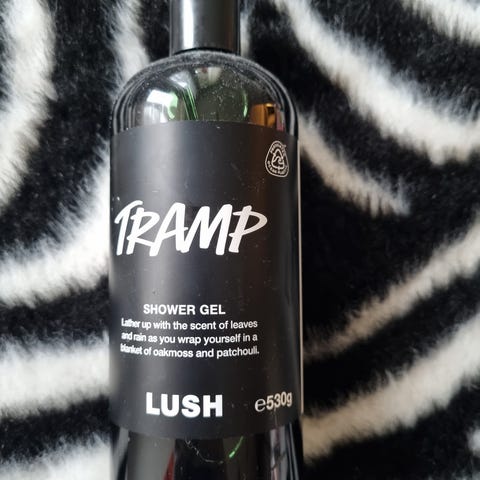 TRAMP
SHOWER GEL
Lather up with the scent of leaves
and rain as you wrap yourself in a
blanket of oakmoss and patchouli.
LUSH
℮530g